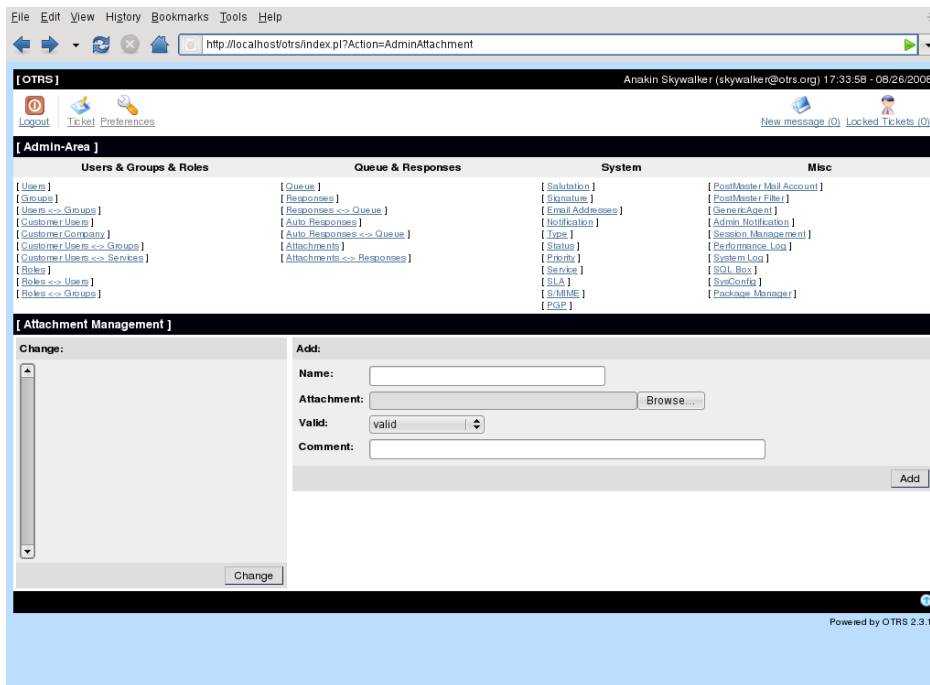 File Edit View History Bookmarks Tools Help
http://localhost/otrs/index.pl?Action=AdminAttachment
[ OTRS ] Anakin Skywalker (skywalker@otrs.org) 17:33:58 - 08/26/2008
Logout Ticket Preferences New message (0) Locked Tickets (0)
[ Admin-Area ]
Users & Groups & Roles Queue & Responses System Misc
[ Users ] [ Queue ] [ Salutation ] [ PostMaster Mail Account ]
[ Groups ] [ Responses ] [ Signature ] [ PostMaster Filter ]
[ Users <-> Groups ] [ Responses <-> Queue ] [ Email Addresses ] [ GenericAgent ]
[ Customer Users ] [ Auto Responses ] [ Notification ] [ Admin Notification ]
[ Customer Company ] [ Auto Responses <-> Queue ] [ Type ] [ Session Management ]
[ Customer Users <-> Groups ] [ Attachments ] [ Status ] [ Performance Log ]
[ Customer Users <-> Services ] [ Attachments <-> Responses ] [ Priority ] [ System Log ]
[ Roles ] [ Service ] [ SQL Box ]
[ Roles <-> Users ] [ SLA ] [ SysConfig ]
[ Roles <-> Groups ] [ S/MIME ] [ Package Manager ]
[ PGP ]
[ Attachment Management ]
Change: Add:
Name:
Attachment: Browse...
Valid: valid
Comment:
Add
Change
Powered by OTRS 2.3.1